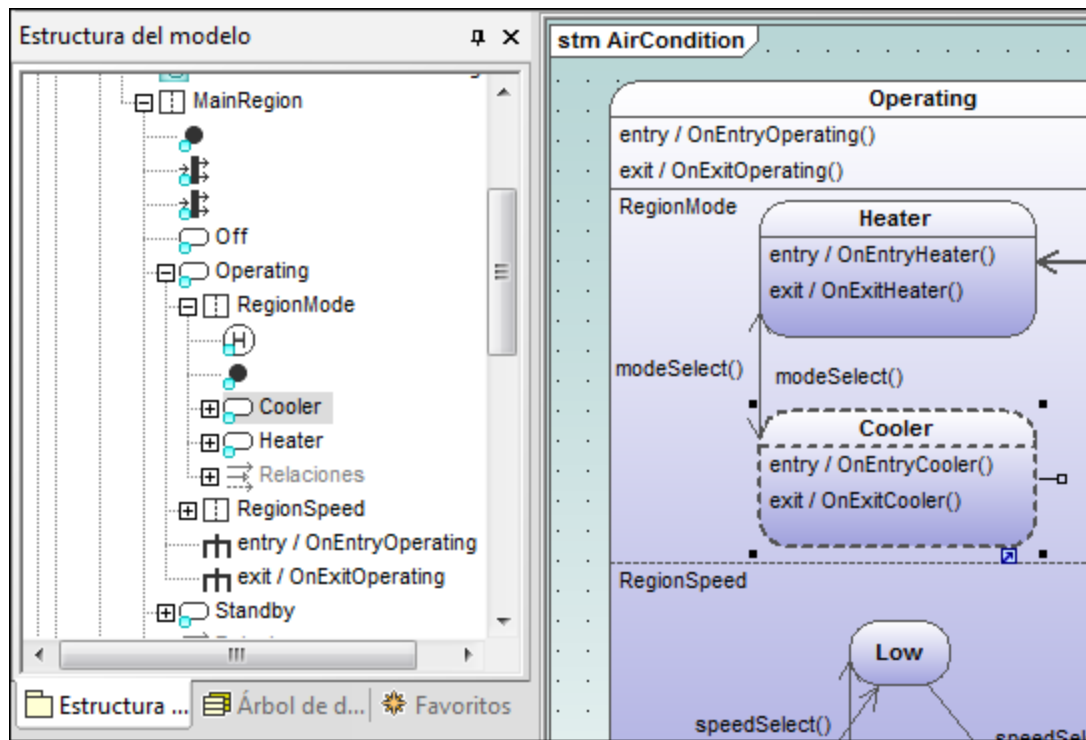 Estructura del modelo
MainRegion
Off
Operating
RegionMode
H
Cooler
Heater
Relaciones
RegionSpeed
entry / OnEntryOperating
exit / OnExitOperating
Standby
Estructura ...
Árbol de d...
Favoritos
stm AirCondition
Operating
entry / OnEntryOperating()
exit / OnExitOperating()
RegionMode
Heater
entry / OnEntryHeater()
exit / OnExitHeater()
modeSelect()
modeSelect()
Cooler
entry / OnEntryCooler()
exit / OnExitCooler()
RegionSpeed
Low
speedSelect()